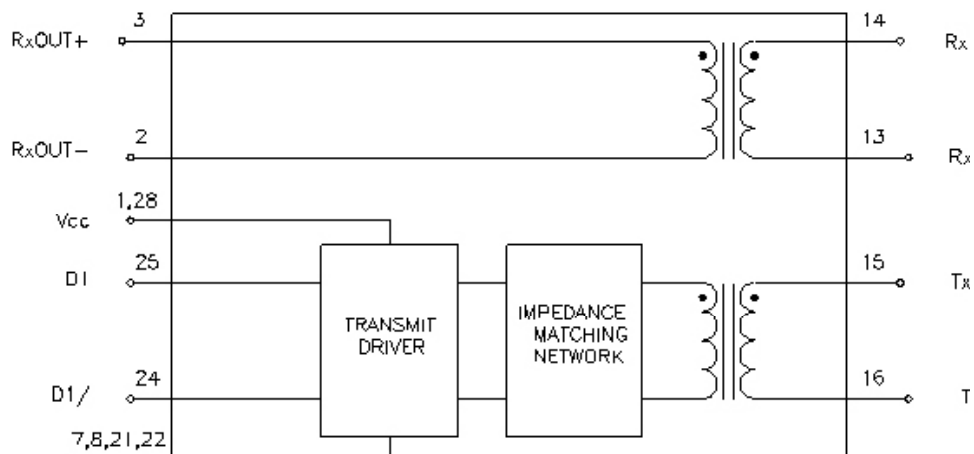 3
14
RxOUT+
Rx
2
13
RxOUT-
Rx
1,28
Vcc
25
15
DI
Tx
TRANSMIT
DRIVER
IMPEDANCE
MATCHING
NETWORK
24
16
D1/
T
7,8,21,22